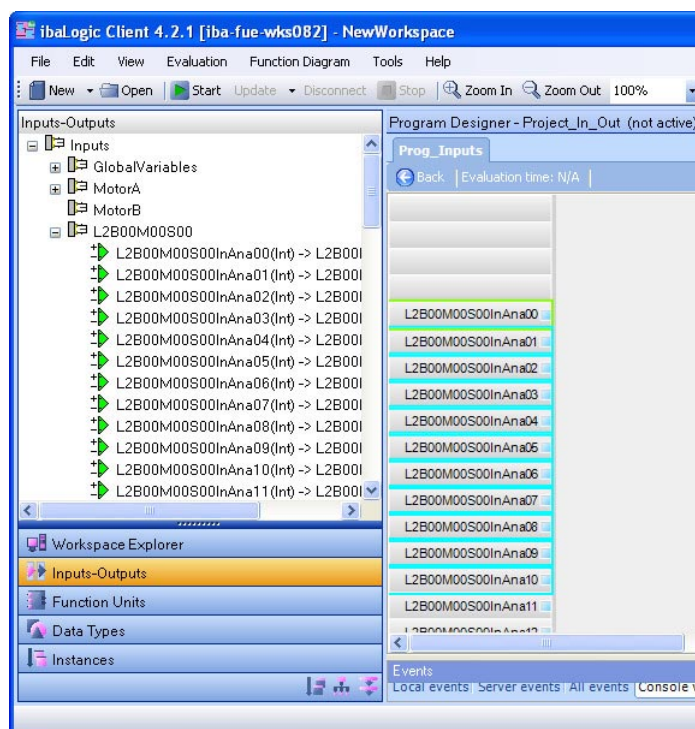 ibaLogic Client 4.2.1 [iba-fue-wks082] - NewWorkspace
File Edit View Evaluation Function Diagram Tools Help
New Open Start Update Disconnect Stop Zoom In Zoom Out 100%
Inputs-Outputs
Inputs
GlobalVariables
MotorA
MotorB
L2B00M00S00
L2B00M00S00InAna00(Int) -> L2B00I
L2B00M00S00InAna01(Int) -> L2B00I
L2B00M00S00InAna02(Int) -> L2B00I
L2B00M00S00InAna03(Int) -> L2B00I
L2B00M00S00InAna04(Int) -> L2B00I
L2B00M00S00InAna05(Int) -> L2B00I
L2B00M00S00InAna06(Int) -> L2B00I
L2B00M00S00InAna07(Int) -> L2B00I
L2B00M00S00InAna08(Int) -> L2B00I
L2B00M00S00InAna09(Int) -> L2B00I
L2B00M00S00InAna10(Int) -> L2B00I
L2B00M00S00InAna11(Int) -> L2B00I
Workspace Explorer
Inputs-Outputs
Function Units
Data Types
Instances
Program Designer - Project_In_Out (not active)
Prog_Inputs
Back Evaluation time: N/A
L2B00M00S00InAna00
L2B00M00S00InAna01
L2B00M00S00InAna02
L2B00M00S00InAna03
L2B00M00S00InAna04
L2B00M00S00InAna05
L2B00M00S00InAna06
L2B00M00S00InAna07
L2B00M00S00InAna08
L2B00M00S00InAna09
L2B00M00S00InAna10
L2B00M00S00InAna11
L2B00M00S00InAna12
Events
Local events Server events All events Console